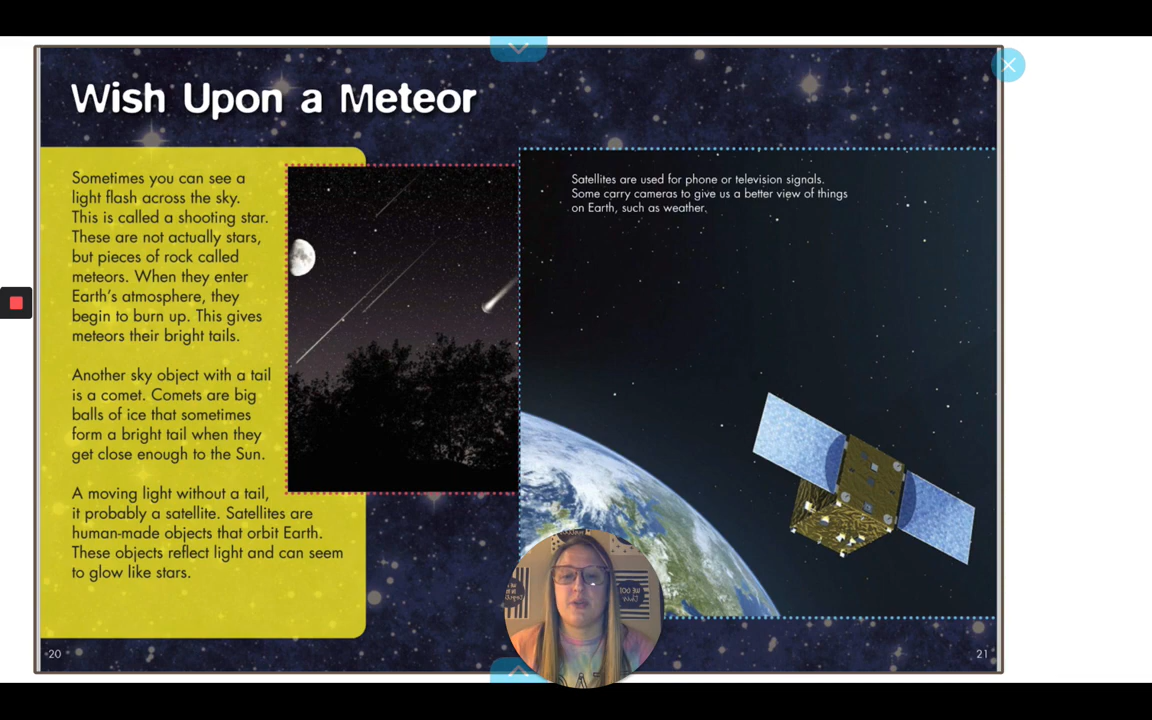 Wish Upon a Meteor
Sometimes you can see a
light flash across the sky.
This is called a shooting star.
These are not actually stars,
but pieces of rock called
meteors. When they enter
Earth's atmosphere, they
begin to burn up. This gives
meteors their bright tails.
Another sky object with a tail
is a comet. Comets are big
balls of ice that sometimes
form a bright tail when they
get close enough to the Sun.
A moving light without a tail,
it probably a satellite. Satellites are
human-made objects that orbit Earth.
These objects reflect light and can seem
to glow like stars.
Satellites are used for phone or television signals.
Some carry cameras to give us a better view of things
on Earth, such as weather.
WE DO!
20
21